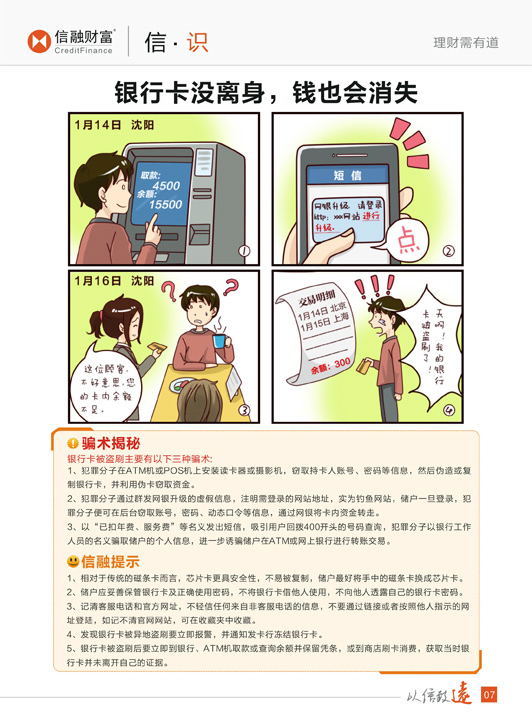 信融财富®
CreditFinance
信·识
理财需有道
银行卡没离身，钱也会消失
1月14日 沈阳
取款:
4500
余额:
15500
①
短信
网银升级 请登录
http: xxx网站 进行
升级.
点
②
1月16日 沈阳
? ?
这位顾客,
不好意思,您
的卡内余额
不足。
③
交易明细
1月14日 北京
1月15日 上海
余额: 300
!!!
天啊！我的银行
卡被盗刷了！
④
骗术揭秘
银行卡被盗刷主要有以下三种骗术:
1、犯罪分子在ATM机或POS机上安装读卡器或摄影机，窃取持卡人账号、密码等信息，然后伪造或复
制银行卡，并利用伪卡窃取资金。
2、犯罪分子通过群发网银升级的虚假信息，注明需登录的网站地址，实为钓鱼网站，储户一旦登录，犯
罪分子便可在后台窃取账号，密码、动态口令等信息，通过网银将卡内资金转走。
3、以“已扣年费、服务费”等名义发出短信，吸引用户回拨400开头的号码查询，犯罪分子以银行工作
人员的名义骗取储户的个人信息，进一步诱骗储户在ATM或网上银行进行转账交易。
信融提示
1、相对于传统的磁条卡而言，芯片卡更具安全性，不易被复制，储户最好将手中的磁条卡换成芯片卡。
2、储户应妥善保管银行卡及正确使用密码，不将银行卡借他人使用，不向他人透露自己的银行卡密码。
3、记清客服电话和官方网址，不轻信任何来自非客服电话的信息，不要通过链接或者按照他人指示的网
址登陆，如记不清官网网站，可在收藏夹中收藏。
4、发现银行卡被异地盗刷要立即报警，并通知发卡行冻结银行卡。
5、银行卡被盗刷后要立即到银行、ATM机取款或查询余额并保留凭条，或到商店刷卡消费，获取当时银
行卡并未离开自己的证据。
以信致远
07